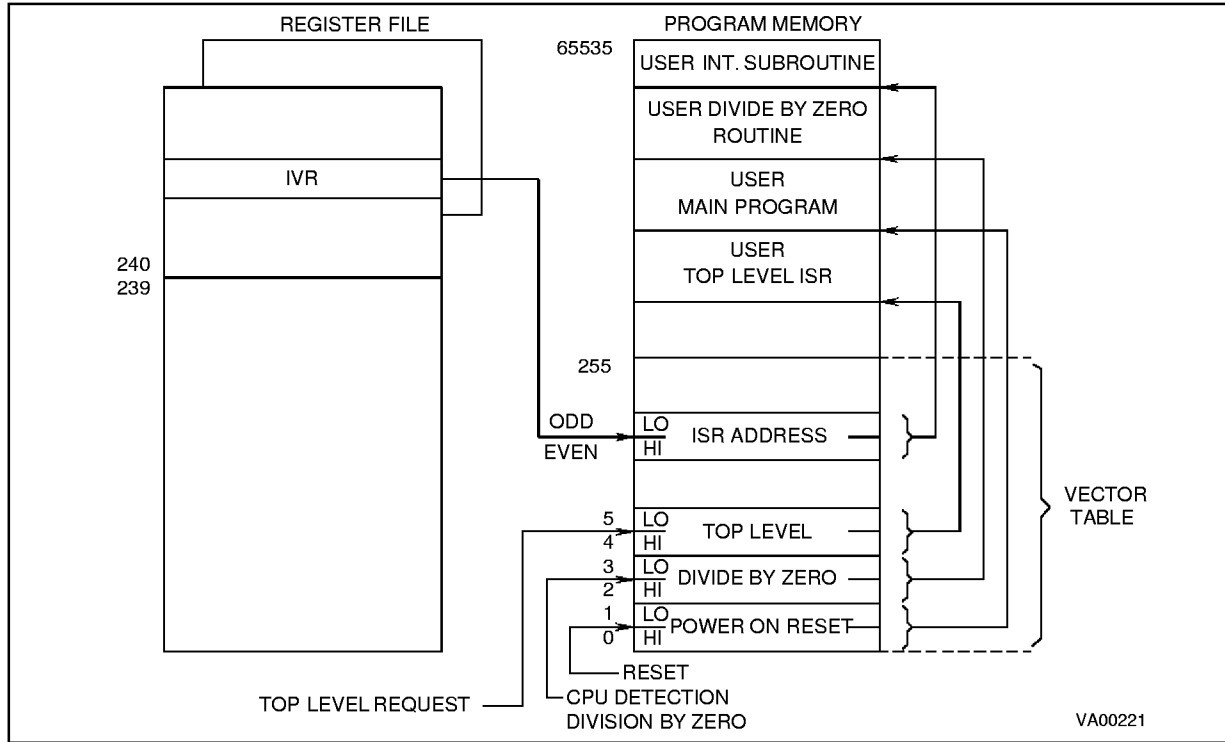 REGISTER FILE
PROGRAM MEMORY
65535
USER INT. SUBROUTINE
USER DIVIDE BY ZERO
ROUTINE
IVR
USER
MAIN PROGRAM
USER
TOP LEVEL ISR
240
239
255
ODD
EVEN
LO
HI
ISR ADDRESS
VECTOR
TABLE
5
4
LO
HI
TOP LEVEL
3
2
LO
HI
DIVIDE BY ZERO
1
0
LO
HI
POWER ON RESET
RESET
TOP LEVEL REQUEST
CPU DETECTION
DIVISION BY ZERO
VA00221